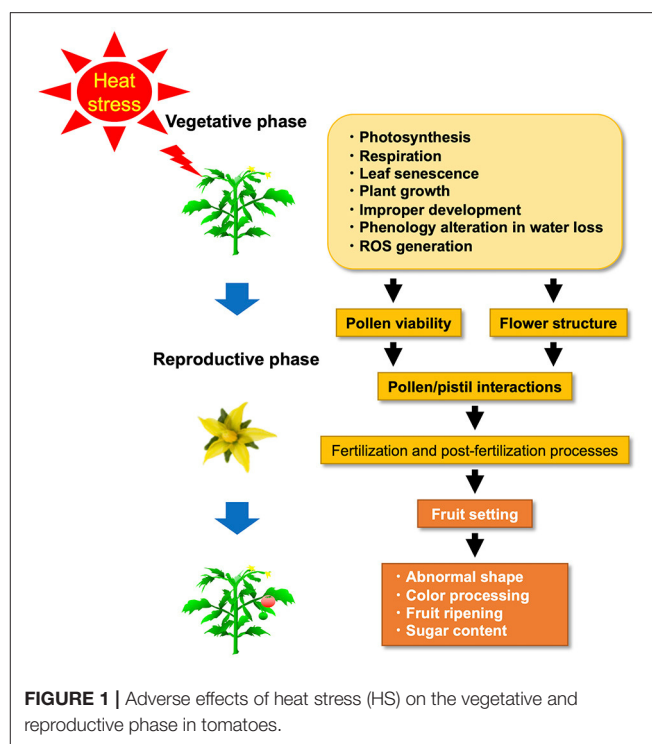 Heat
stress
Vegetative phase
・Photosynthesis
・Respiration
・Leaf senescence
・Plant growth
・Improper development
・Phenology alteration in water loss
・ROS generation
Pollen viability
Flower structure
Reproductive phase
Pollen/pistil interactions
Fertilization and post-fertilization processes
Fruit setting
・Abnormal shape
・Color processing
・Fruit ripening
・Sugar content
FIGURE 1 | Adverse effects of heat stress (HS) on the vegetative and
reproductive phase in tomatoes.